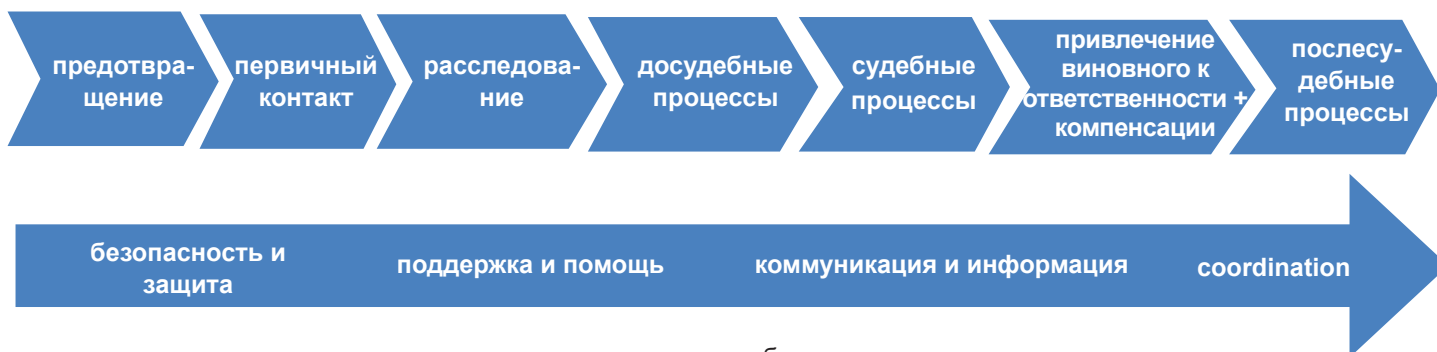 предотвра-
щение
первичный
контакт
расследова-
ние
досудебные
процессы
судебные
процессы
привлечение
виновного к
ответственности +
компенсации
послесу-
дебные
процессы
безопасность и
защита
поддержка и помощь
коммуникация и информация
coordination